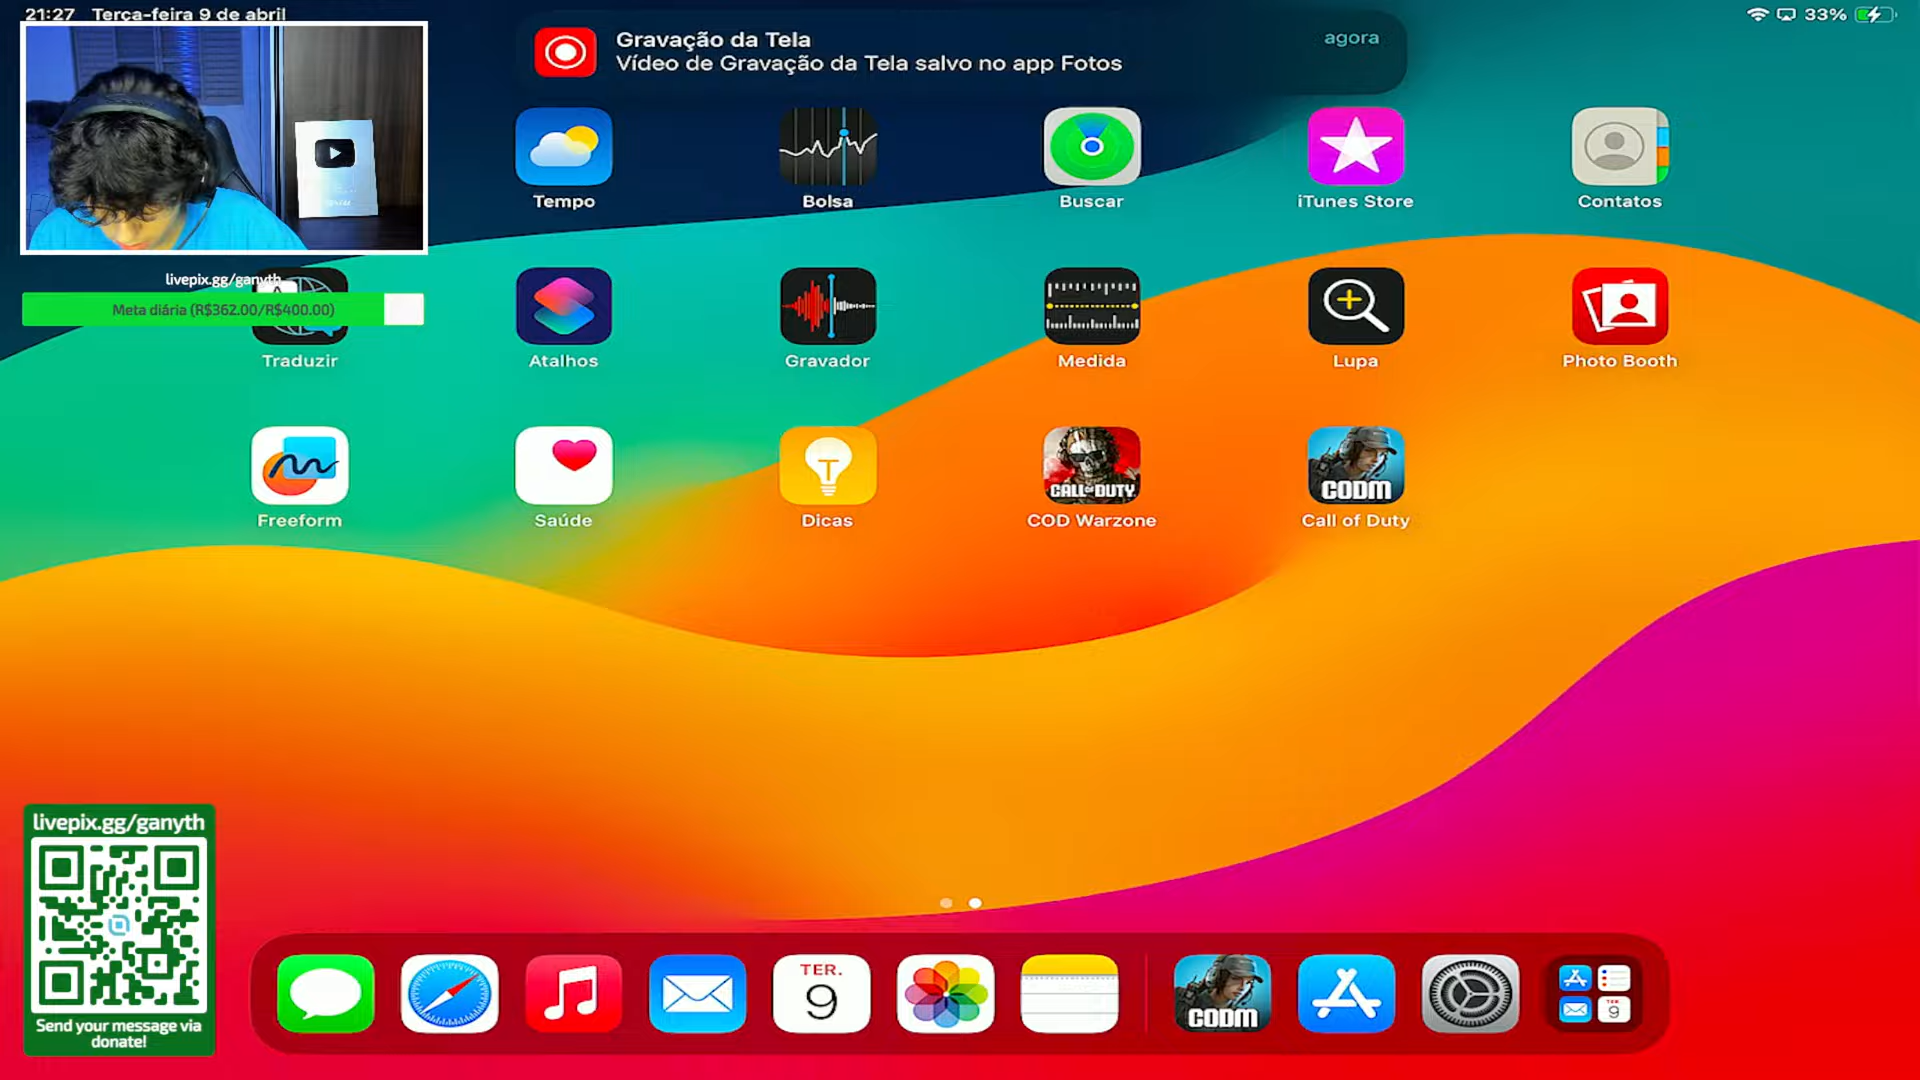 21:27 Terça-feira 9 de abril
33%
Gravação da Tela
agora
Vídeo de Gravação da Tela salvo no app Fotos
Tempo
Bolsa
Buscar
iTunes Store
Contatos
livepix.gg/ganyth
Meta diária (R$362.00/R$400.00)
Traduzir
Atalhos
Gravador
Medida
Lupa
Photo Booth
CALL OF DUTY
CODM
Freeform
Saúde
Dicas
COD Warzone
Call of Duty
livepix.gg/ganyth
Send your message via
donate!
TER.
9
CODM
TER
9